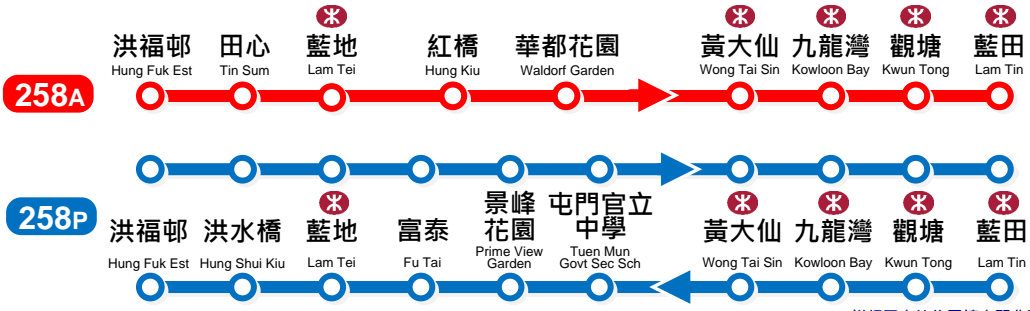 洪福邨 田心 藍地 紅橋 華都花園 黃大仙 九龍灣 觀塘 藍田
Hung Fuk Est Tin Sum Lam Tei Hung Kiu Waldorf Garden Wong Tai Sin Kowloon Bay Kwun Tong Lam Tin
258A
258P
洪福邨 洪水橋 藍地 富泰 景峰花園 屯門官立中學 黃大仙 九龍灣 觀塘 藍田
Hung Fuk Est Hung Shui Kiu Lam Tei Fu Tai Prime View Garden Tuen Mun Govt Sec Sch Wong Tai Sin Kowloon Bay Kwun Tong Lam Tin